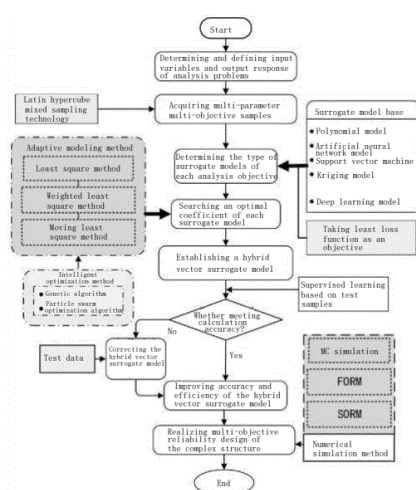 Start
Determining and defining input
variables and output response
of analysis problems
Latin hypercube
mixed sampling
technology
Acquiring multi-parameter
multi-objective samples
Surrogate model base
Polynomial model
Artificial neural
network model
Support vector machine
Kriging model
Deep learning model
Adaptive modeling method
Least square method
Weighted least
square method
Moving least
square method
Determining the type of
surrogate models of
each analysis objective
Searching an optimal
coefficient of each
surrogate model
Taking least loss
function as an
objective
Establishing a hybrid
vector surrogate model
Intelligent
optimization method
Genetic algorithm
Particle swarm
optimization algorithm
Supervised learning
based on test
samples
Whether meeting
calculation
accuracy?
No
Yes
Test data
Correcting the
hybrid vector
surrogate model
MC simulation
FORM
SORM
Numerical
simulation method
Improving accuracy and
efficiency of the hybrid
vector surrogate model
Realizing multi-objective
reliability design of
the complex structure
End